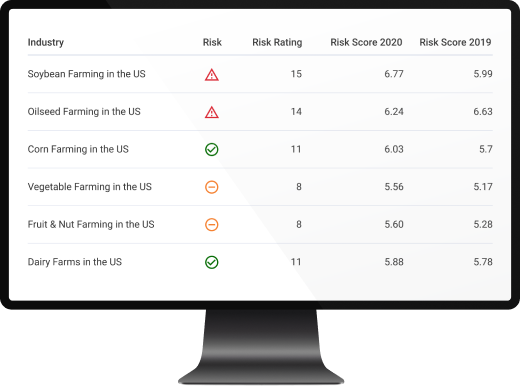 Industry Risk Risk Rating Risk Score 2020 Risk Score 2019
Soybean Farming in the US 15 6.77 5.99
Oilseed Farming in the US 14 6.24 6.63
Corn Farming in the US 11 6.03 5.7
Vegetable Farming in the US 8 5.56 5.17
Fruit & Nut Farming in the US 8 5.60 5.28
Dairy Farms in the US 11 5.88 5.78